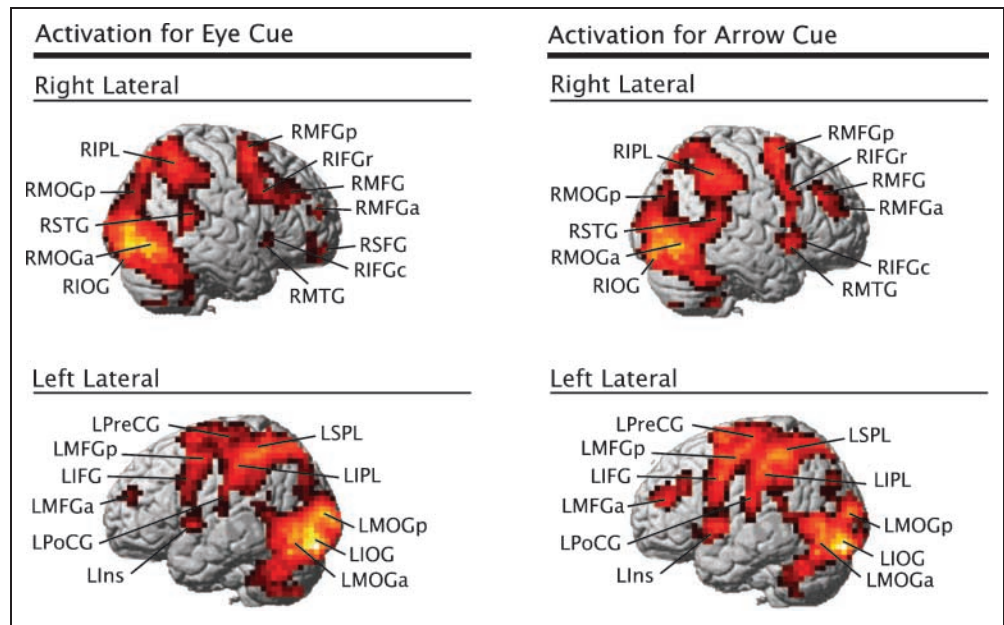 Activation for Eye Cue
Right Lateral
RMFGp
RIPL
RIFGr
RMOGp
RMFG
RMFGa
RSTG
RMOGa
RSFG
RIOG
RIFGc
RMTG
Left Lateral
LPreCG
LMFGp
LSPL
LIFG
LIPL
LMFGa
LPoCG
LMOGp
LIOG
LIns
LMOGa
Activation for Arrow Cue
Right Lateral
RMFGp
RIPL
RIFGr
RMOGp
RMFG
RMFGa
RSTG
RMOGa
RIFGc
RIOG
RMTG
Left Lateral
LPreCG
LMFGp
LSPL
LIFG
LIPL
LMFGa
LMOGp
LPoCG
LIOG
LIns
LMOGa